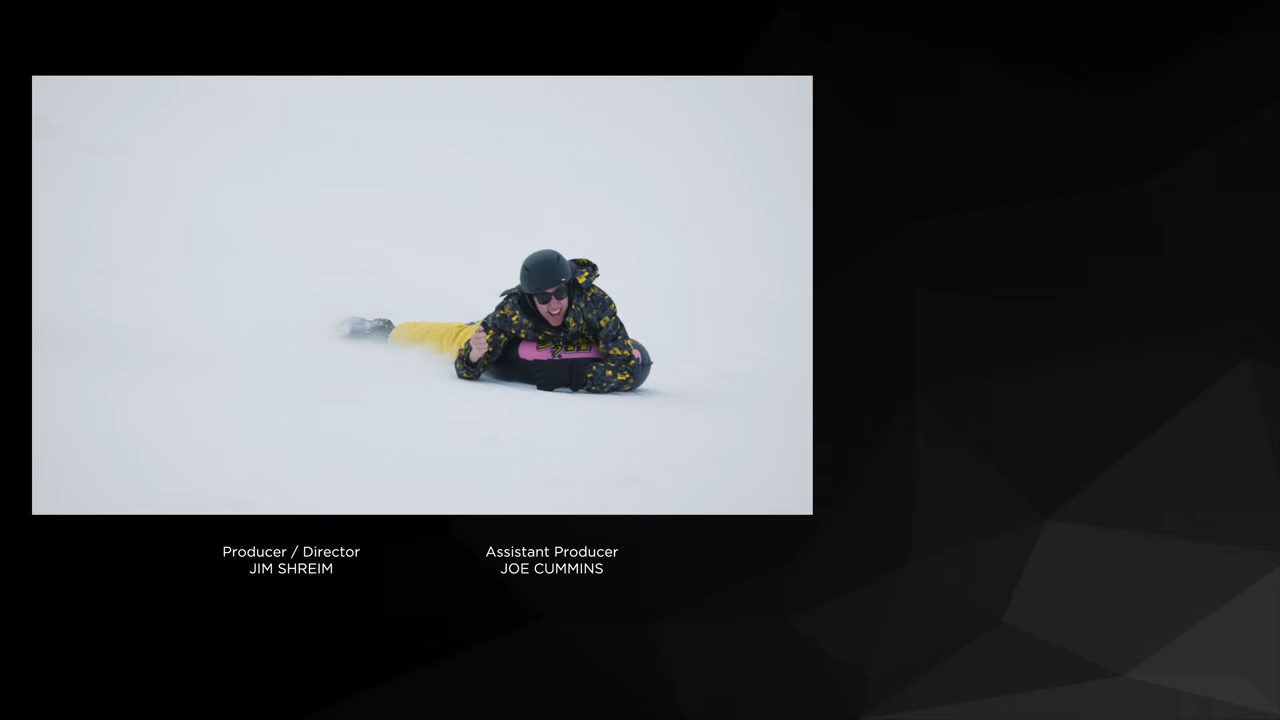 Producer / Director
JIM SHREIM
Assistant Producer
JOE CUMMINS